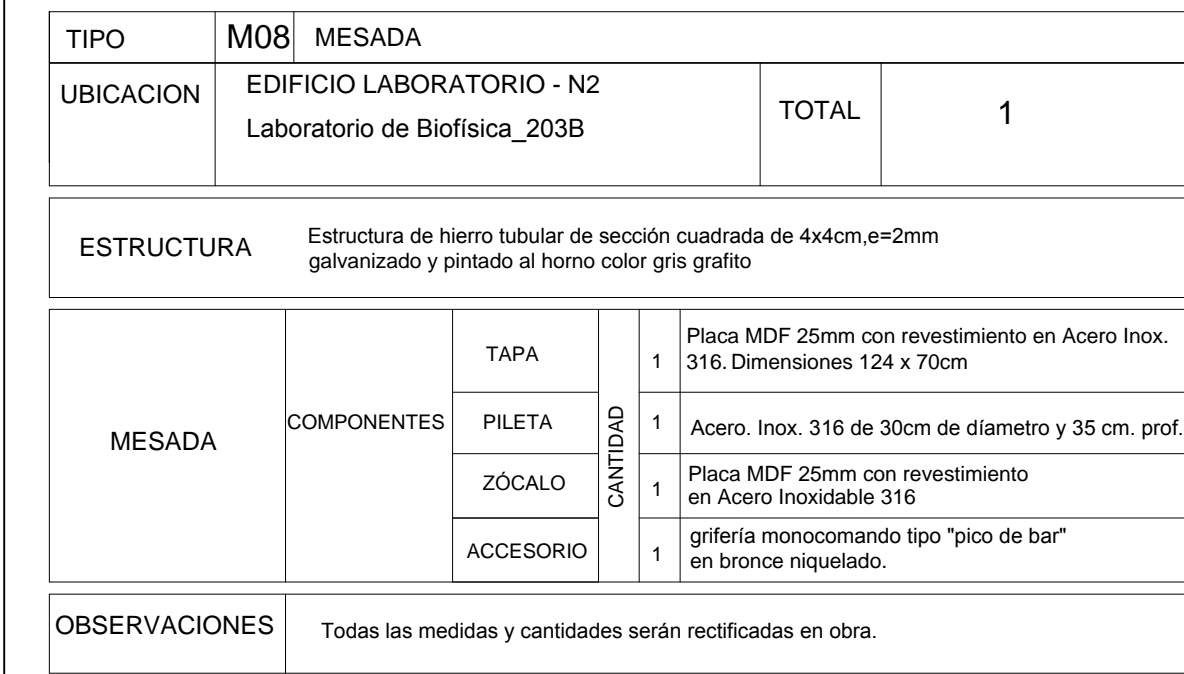 TIPO M08 MESADA
UBICACION
EDIFICIO LABORATORIO - N2
Laboratorio de Biofísica_203B
TOTAL 1
ESTRUCTURA
Estructura de hierro tubular de sección cuadrada de 4x4cm,e=2mm
galvanizado y pintado al horno color gris grafito
MESADA
COMPONENTES
CANTIDAD
TAPA 1
Placa MDF 25mm con revestimiento en Acero Inox.
316. Dimensiones 124 x 70cm
PILETA 1 Acero. Inox. 316 de 30cm de díametro y 35 cm. prof.
ZÓCALO 1
Placa MDF 25mm con revestimiento
en Acero Inoxidable 316
ACCESORIO 1
grifería monocomando tipo "pico de bar"
en bronce niquelado.
OBSERVACIONES Todas las medidas y cantidades serán rectificadas en obra.